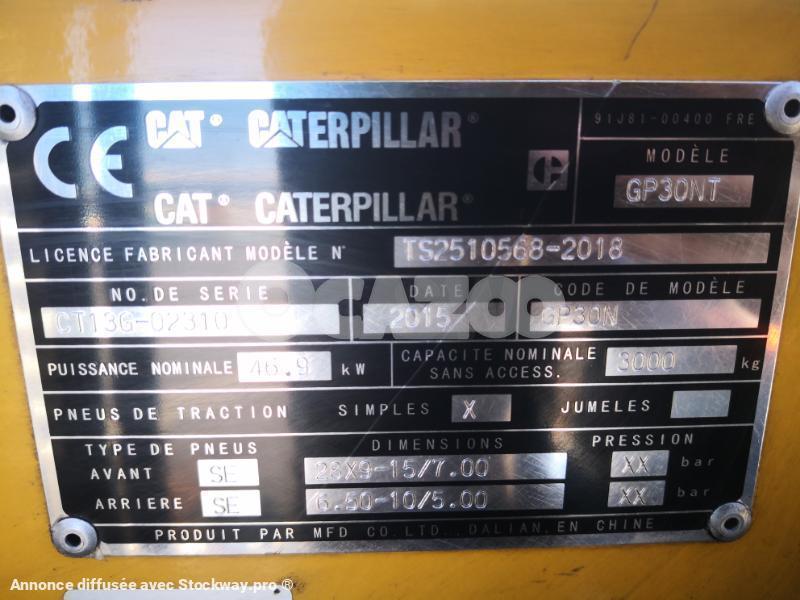 CE CAT® CATERPILLAR®
91J81-00400 FRE
MODÈLE
GP30NT
CAT® CATERPILLAR®
LICENCE FABRICANT MODÈLE N° TS2510568-2018
NO. DE SERIE DATE CODE DE MODÈLE
CT13G-02310 2015/ GP30N
OCAZOO
PUISSANCE NOMINALE 46.9 kW CAPACITE NOMINALE SANS ACCESS. 3000 kg
PNEUS DE TRACTION SIMPLES X JUMELES
TYPE DE PNEUS DIMENSIONS PRESSION
AVANT SE 28X9-15/7.00 XX bar
ARRIERE SE 6.50-10/5.00 XX bar
PRODUIT PAR MFD CO.LTD.,DALIAN,EN CHINE
Annonce diffusée avec Stockway.pro ®